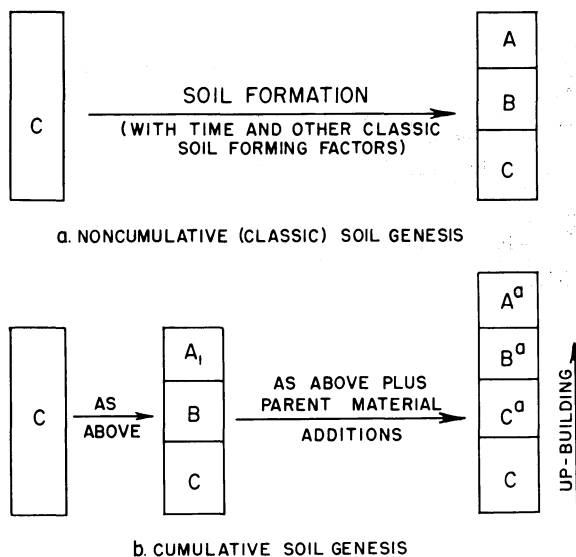 C
SOIL FORMATION
(WITH TIME AND OTHER CLASSIC
SOIL FORMING FACTORS)
A
B
C
a. NONCUMULATIVE (CLASSIC) SOIL GENESIS
C
AS
ABOVE
A₁
B
C
AS ABOVE PLUS
PARENT MATERIAL
ADDITIONS
Aᵃ
Bᵃ
Cᵃ
C
UP-BUILDING
b. CUMULATIVE SOIL GENESIS